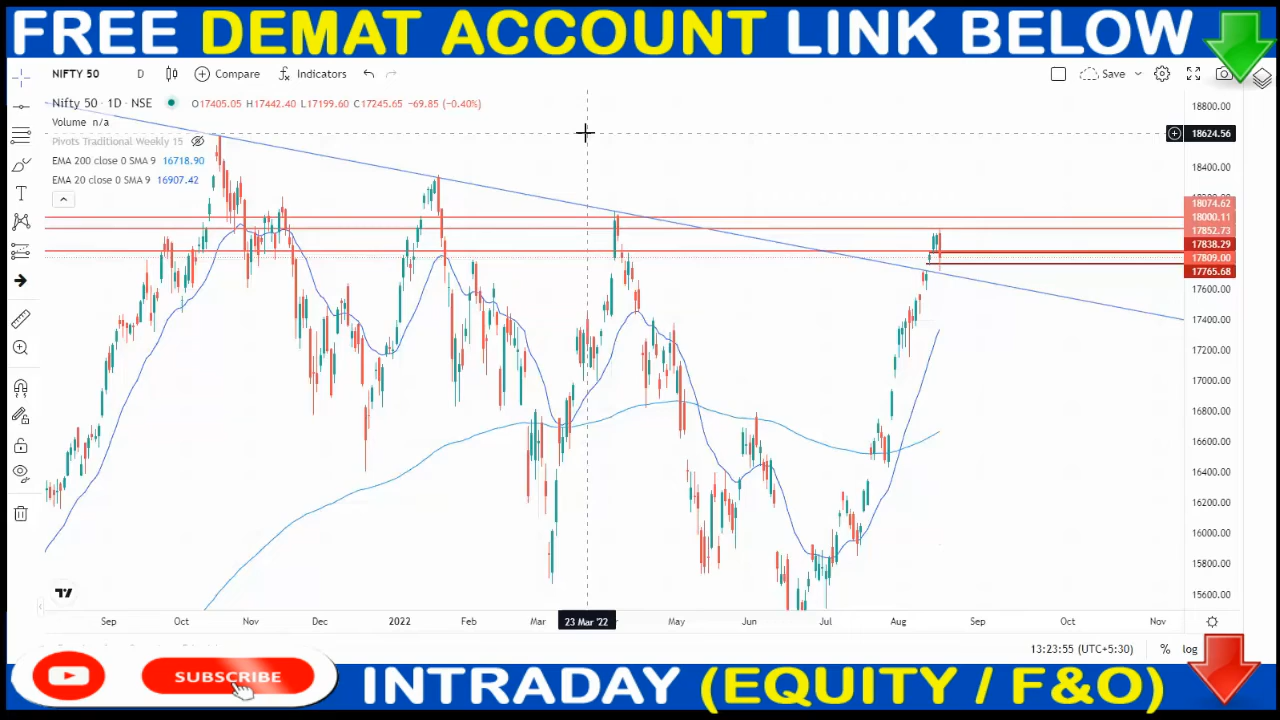 FREE DEMAT ACCOUNT LINK BELOW
NIFTY 50 D Compare Indicators Save
Nifty 50 · 1D · NSE O17405.05 H17442.40 L17199.60 C17245.65 −69.85 (−0.40%)
Volume n/a
Pivots Traditional Weekly 15
EMA 200 close 0 SMA 9 16718.90
EMA 20 close 0 SMA 9 16907.42
18800.00
18624.56
18400.00
18074.62
18000.11
17852.73
17838.29
17809.00
17765.68
17600.00
17400.00
17200.00
17000.00
16800.00
16600.00
16400.00
16200.00
16000.00
15800.00
15600.00
Sep Oct Nov Dec 2022 Feb Mar 23 Mar '22 May Jun Jul Aug Sep Oct Nov
13:23:55 (UTC+5:30) % log
SUBSCRIBE
INTRADAY (EQUITY / F&O)